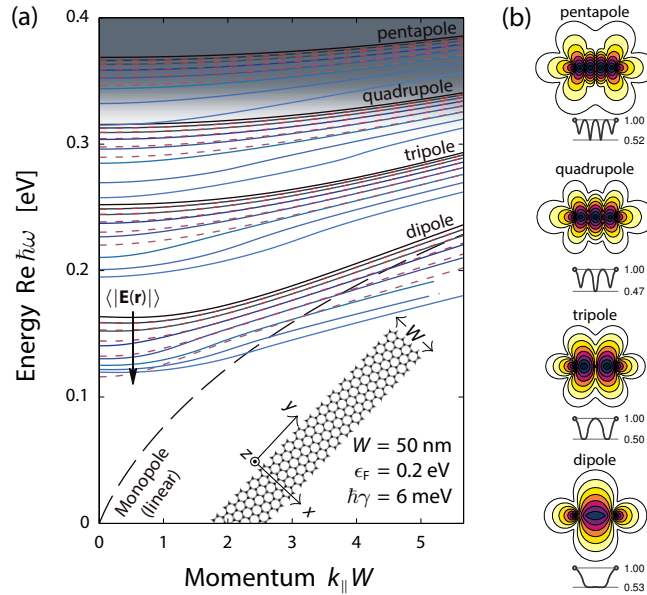 (a)
0.4
0.3
0.2
0.1
0
Energy Re ℏω [eV]
pentapole
quadrupole
tripole
dipole
⟨|E(r)|⟩
Monopole
(linear)
W
y
z
x
W = 50 nm
ϵF = 0.2 eV
ℏγ = 6 meV
0 1 2 3 4 5
Momentum k∥W
(b)
pentapole
1.00
0.52
quadrupole
1.00
0.47
tripole
1.00
0.50
dipole
1.00
0.53